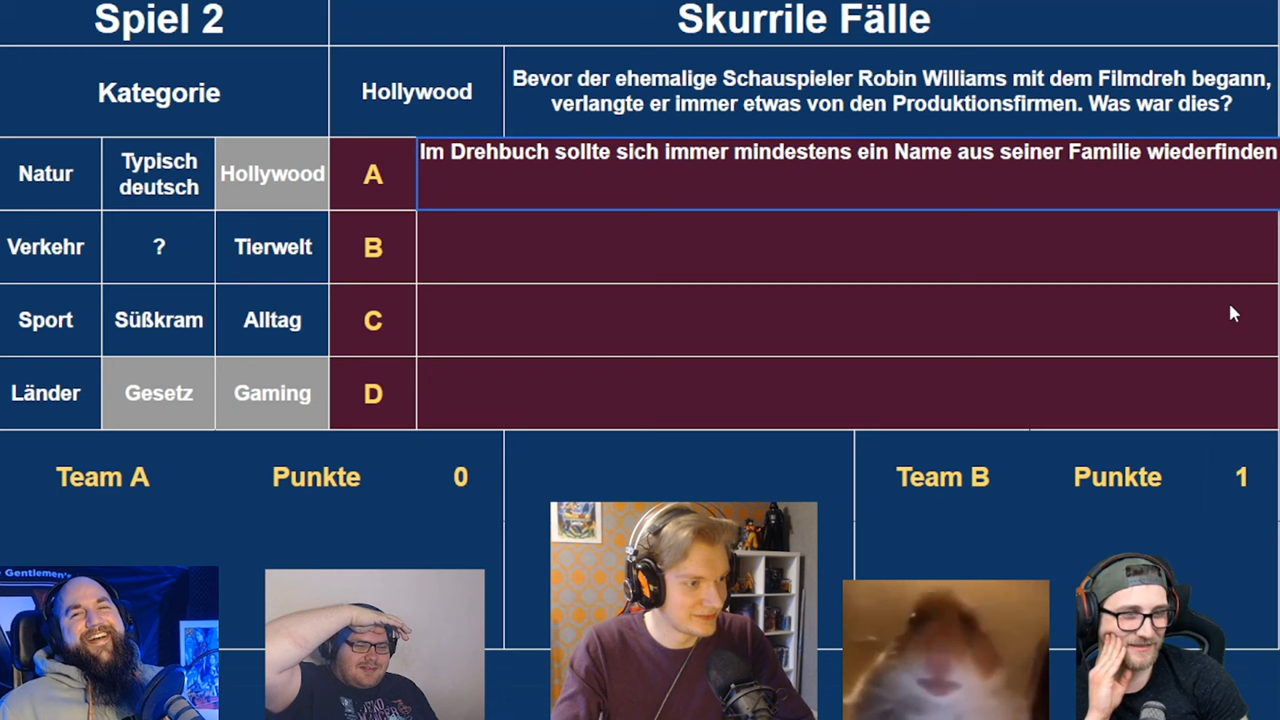 Spiel 2
Skurrile Fälle
Kategorie
Hollywood
Bevor der ehemalige Schauspieler Robin Williams mit dem Filmdreh begann,
verlangte er immer etwas von den Produktionsfirmen. Was war dies?
Natur
Typisch
deutsch
Hollywood
A
Im Drehbuch sollte sich immer mindestens ein Name aus seiner Familie wiederfinden
Verkehr
?
Tierwelt
B
Sport
Süßkram
Alltag
C
Länder
Gesetz
Gaming
D
Team A
Punkte
0
Team B
Punkte
1
Gentlemen's